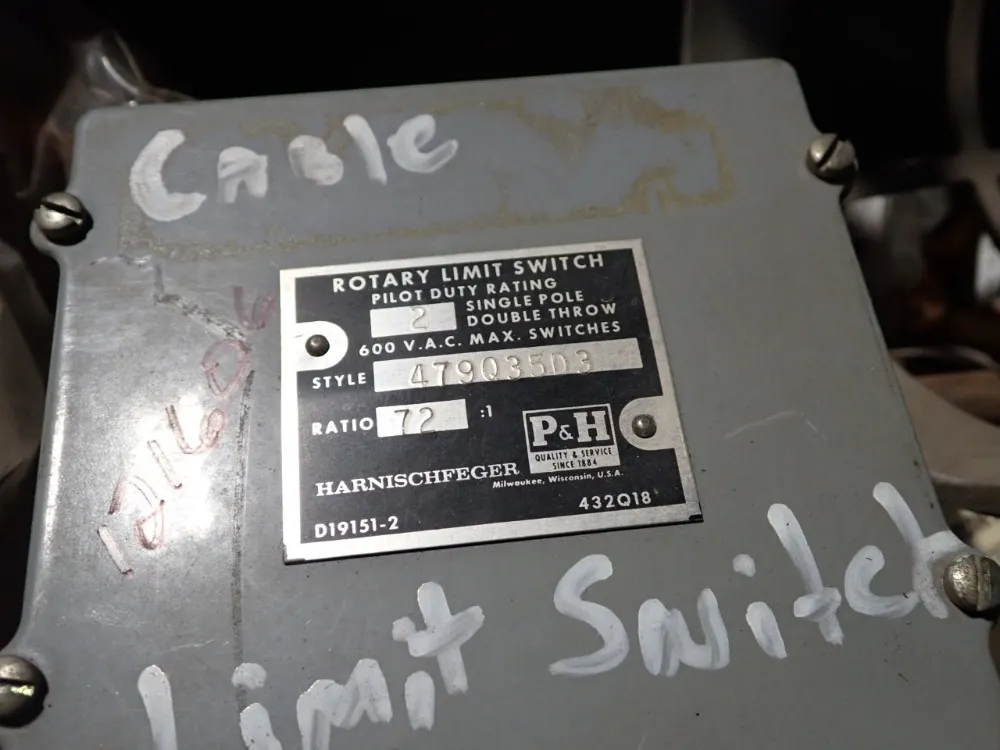 Cable
ROTARY LIMIT SWITCH
PILOT DUTY RATING
2 SINGLE POLE
DOUBLE THROW
600 V.A.C. MAX. SWITCHES
STYLE 479Q35D3
RATIO 72 :1
P&H
QUALITY & SERVICE
SINCE 1884
HARNISCHFEGER
Milwaukee, Wisconsin, U.S.A.
D19151-2
432Q18
Limit Switch